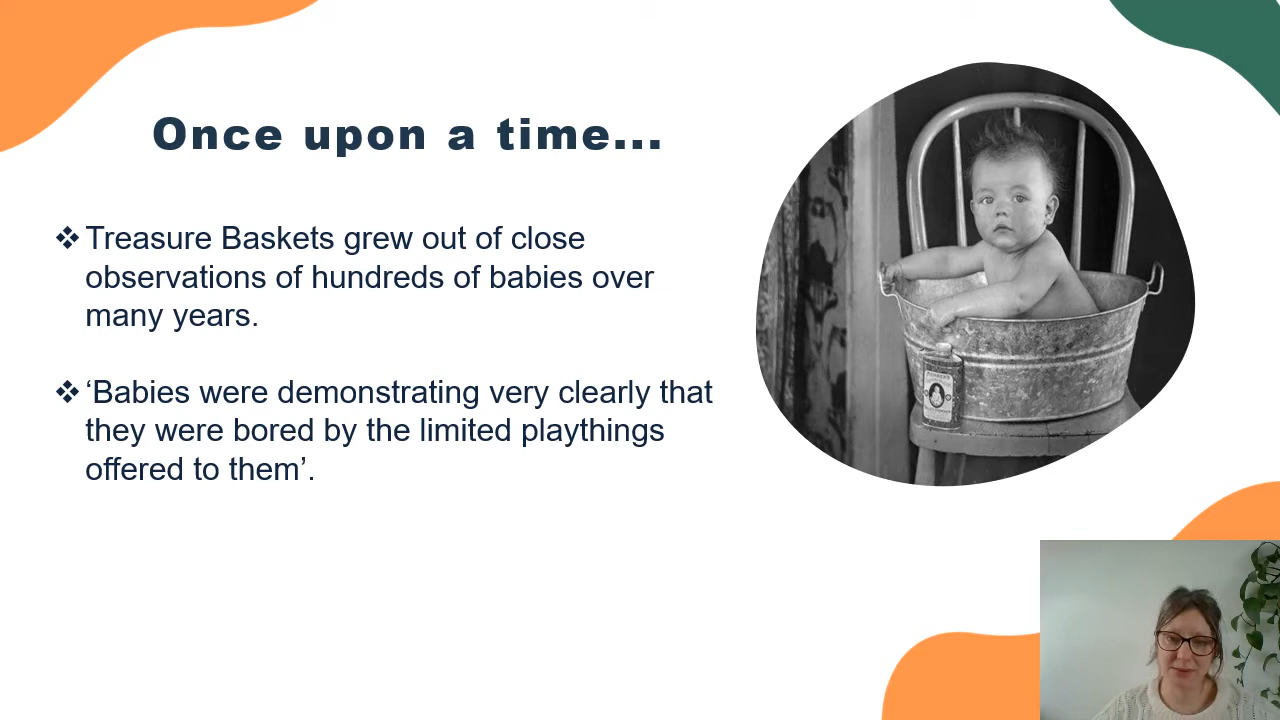 Once upon a time...
❖ Treasure Baskets grew out of close
observations of hundreds of babies over
many years.
❖ ‘Babies were demonstrating very clearly that
they were bored by the limited playthings
offered to them’.